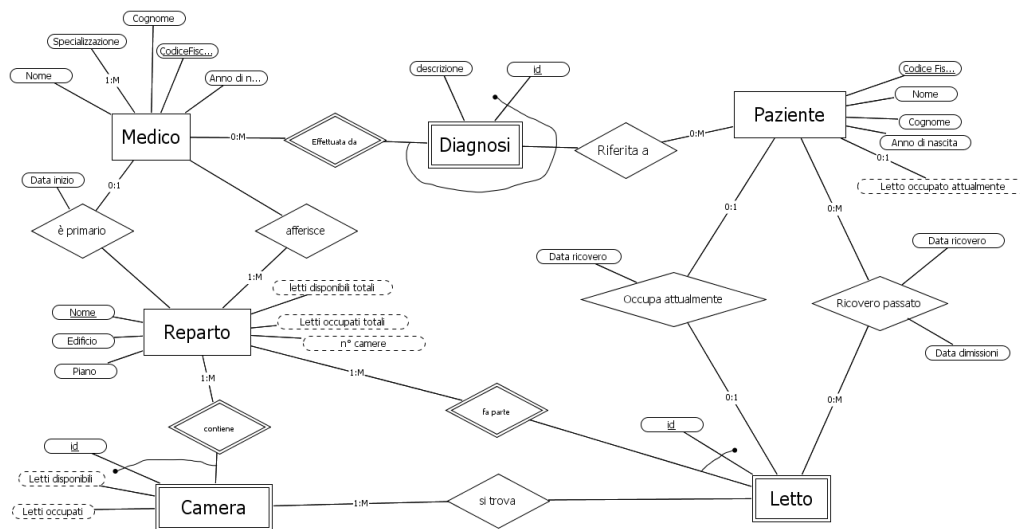 Cognome
Specializzazione
CodiceFisc...
Nome
1:M
Anno di n...
descrizione
id
Codice Fis...
Nome
Cognome
Anno di nascita
0:1
Letto occupato attualmente
Medico
0:M
Effettuata da
Diagnosi
Riferita a
0:M
Paziente
Data inizio
0:1
è primario
afferisce
1:M
0:1
0:M
Data ricovero
Data ricovero
Occupa attualmente
Ricovero passato
Data dimissioni
letti disponibili totali
Letti occupati totali
n° camere
Nome
Edificio
Piano
Reparto
1:M
1:M
contiene
fa parte
0:1
0:M
id
id
Letti disponibili
Letti occupati
Camera
1:M
si trova
Letto